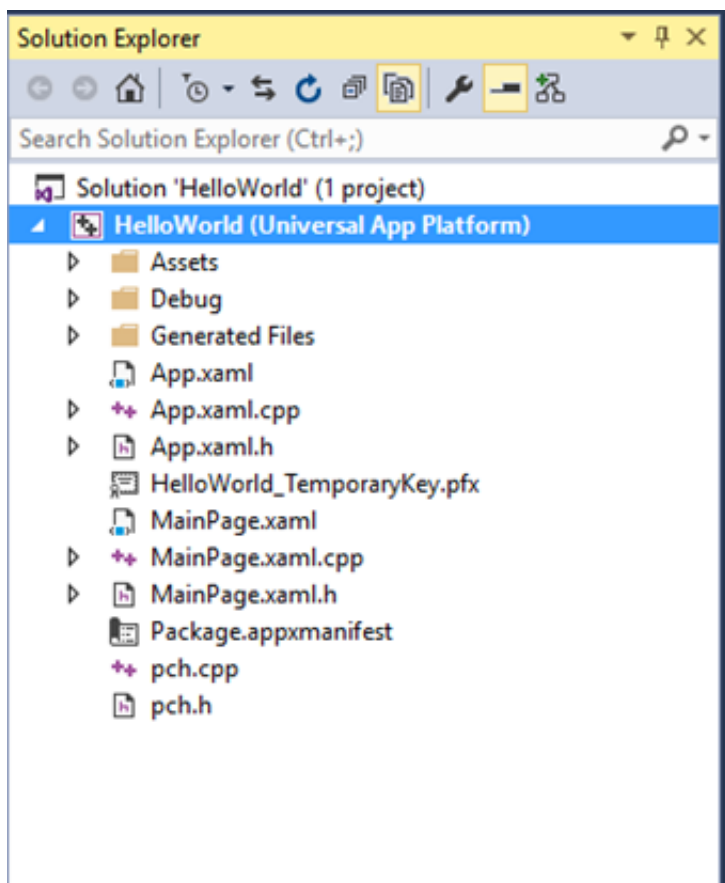 Solution Explorer
Search Solution Explorer (Ctrl+;)
Solution 'HelloWorld' (1 project)
HelloWorld (Universal App Platform)
Assets
Debug
Generated Files
App.xaml
App.xaml.cpp
App.xaml.h
HelloWorld_TemporaryKey.pfx
MainPage.xaml
MainPage.xaml.cpp
MainPage.xaml.h
Package.appxmanifest
pch.cpp
pch.h